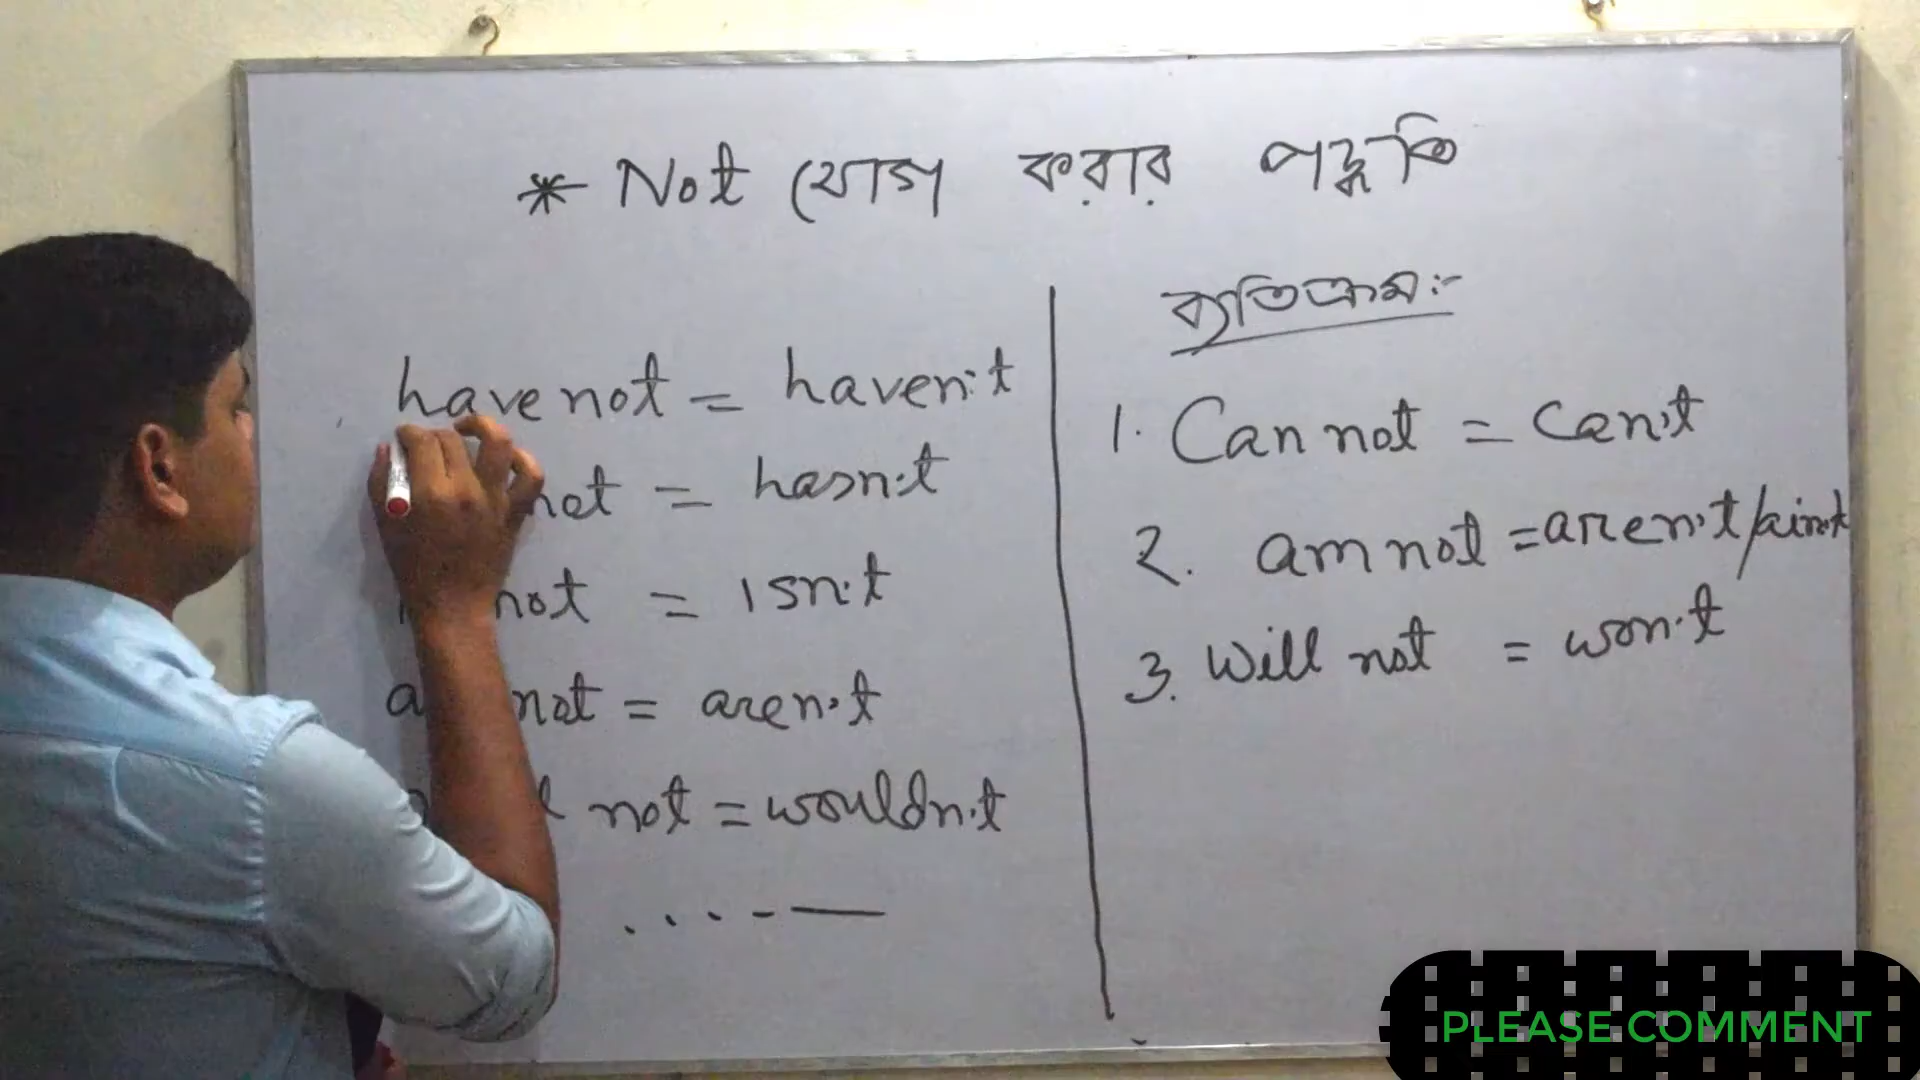 * Not যোগ করার পদ্ধতি
have not = haven't
not = hasn't
not = isn't
not = aren't
not = wouldn't
.....—
ব্যতিক্রম:-
1. Can not = Can't
2. am not = aren't/ain't
3. Will not = won't
PLEASE COMMENT